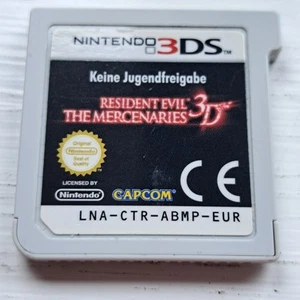 NINTENDO 3DS™
Keine Jugendfreigabe
RESIDENT EVIL
THE MERCENARIES 3D
Original
Nintendo
Seal of
Quality
LICENSED BY
Nintendo
CAPCOM
CE
LNA-CTR-ABMP-EUR